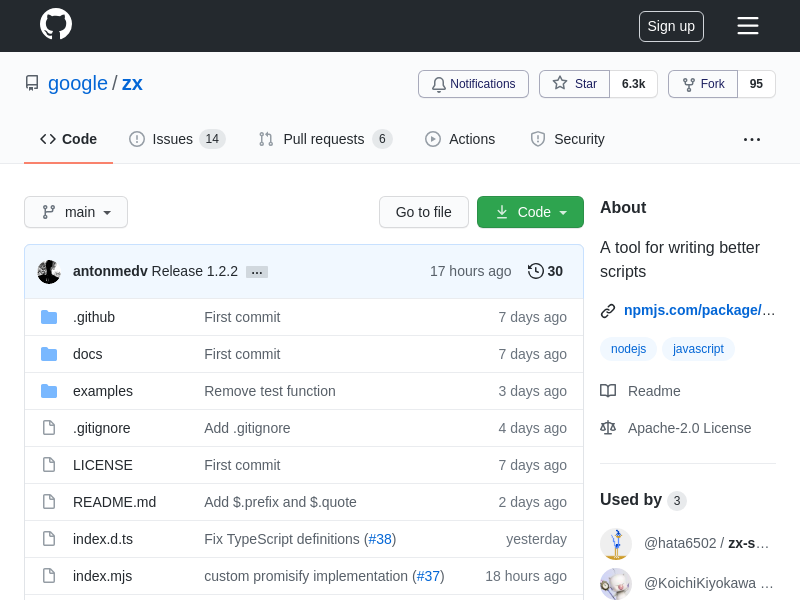 Sign up
google / zx
Notifications
Star 6.3k
Fork 95
Code
Issues 14
Pull requests 6
Actions
Security
main
Go to file
Code
antonmedv Release 1.2.2 … 17 hours ago 30
.github First commit 7 days ago
docs First commit 7 days ago
examples Remove test function 3 days ago
.gitignore Add .gitignore 4 days ago
LICENSE First commit 7 days ago
README.md Add $.prefix and $.quote 2 days ago
index.d.ts Fix TypeScript definitions (#38) yesterday
index.mjs custom promisify implementation (#37) 18 hours ago
About
A tool for writing better
scripts
npmjs.com/package/…
nodejs javascript
Readme
Apache-2.0 License
Used by 3
@hata6502 / zx-s…
@KoichiKiyokawa …